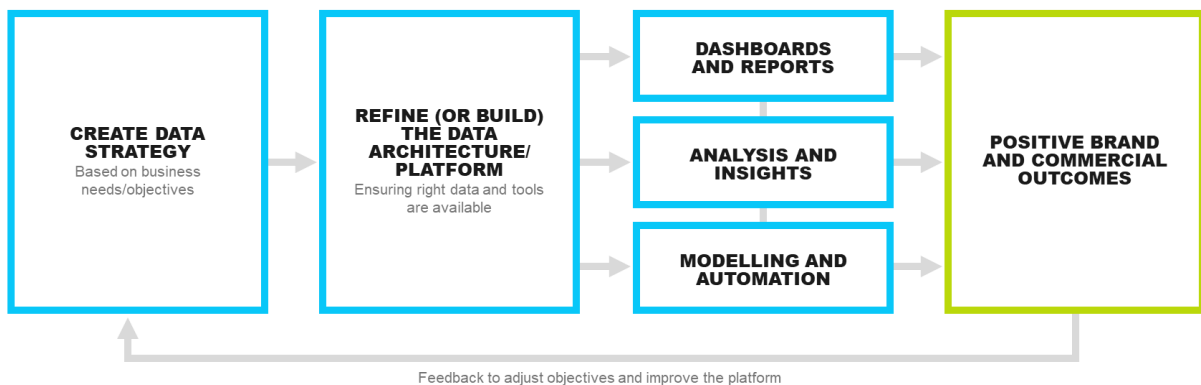 CREATE DATA
STRATEGY
Based on business
needs/objectives
REFINE (OR BUILD)
THE DATA
ARCHITECTURE/
PLATFORM
Ensuring right data and tools
are available
DASHBOARDS
AND REPORTS
ANALYSIS AND
INSIGHTS
MODELLING AND
AUTOMATION
POSITIVE BRAND
AND COMMERCIAL
OUTCOMES
Feedback to adjust objectives and improve the platform